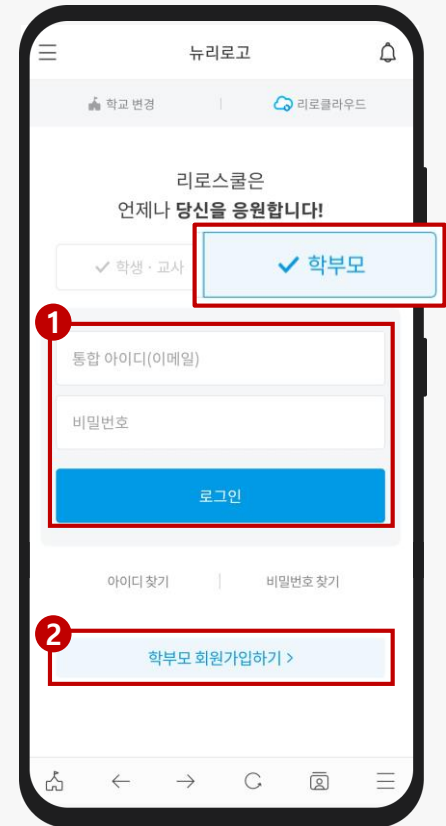 뉴리로고
학교 변경
리로클라우드
리로스쿨은
언제나 당신을 응원합니다!
학생 · 교사
학부모
1
통합 아이디(이메일)
비밀번호
로그인
아이디 찾기
비밀번호 찾기
2
학부모 회원가입하기 >